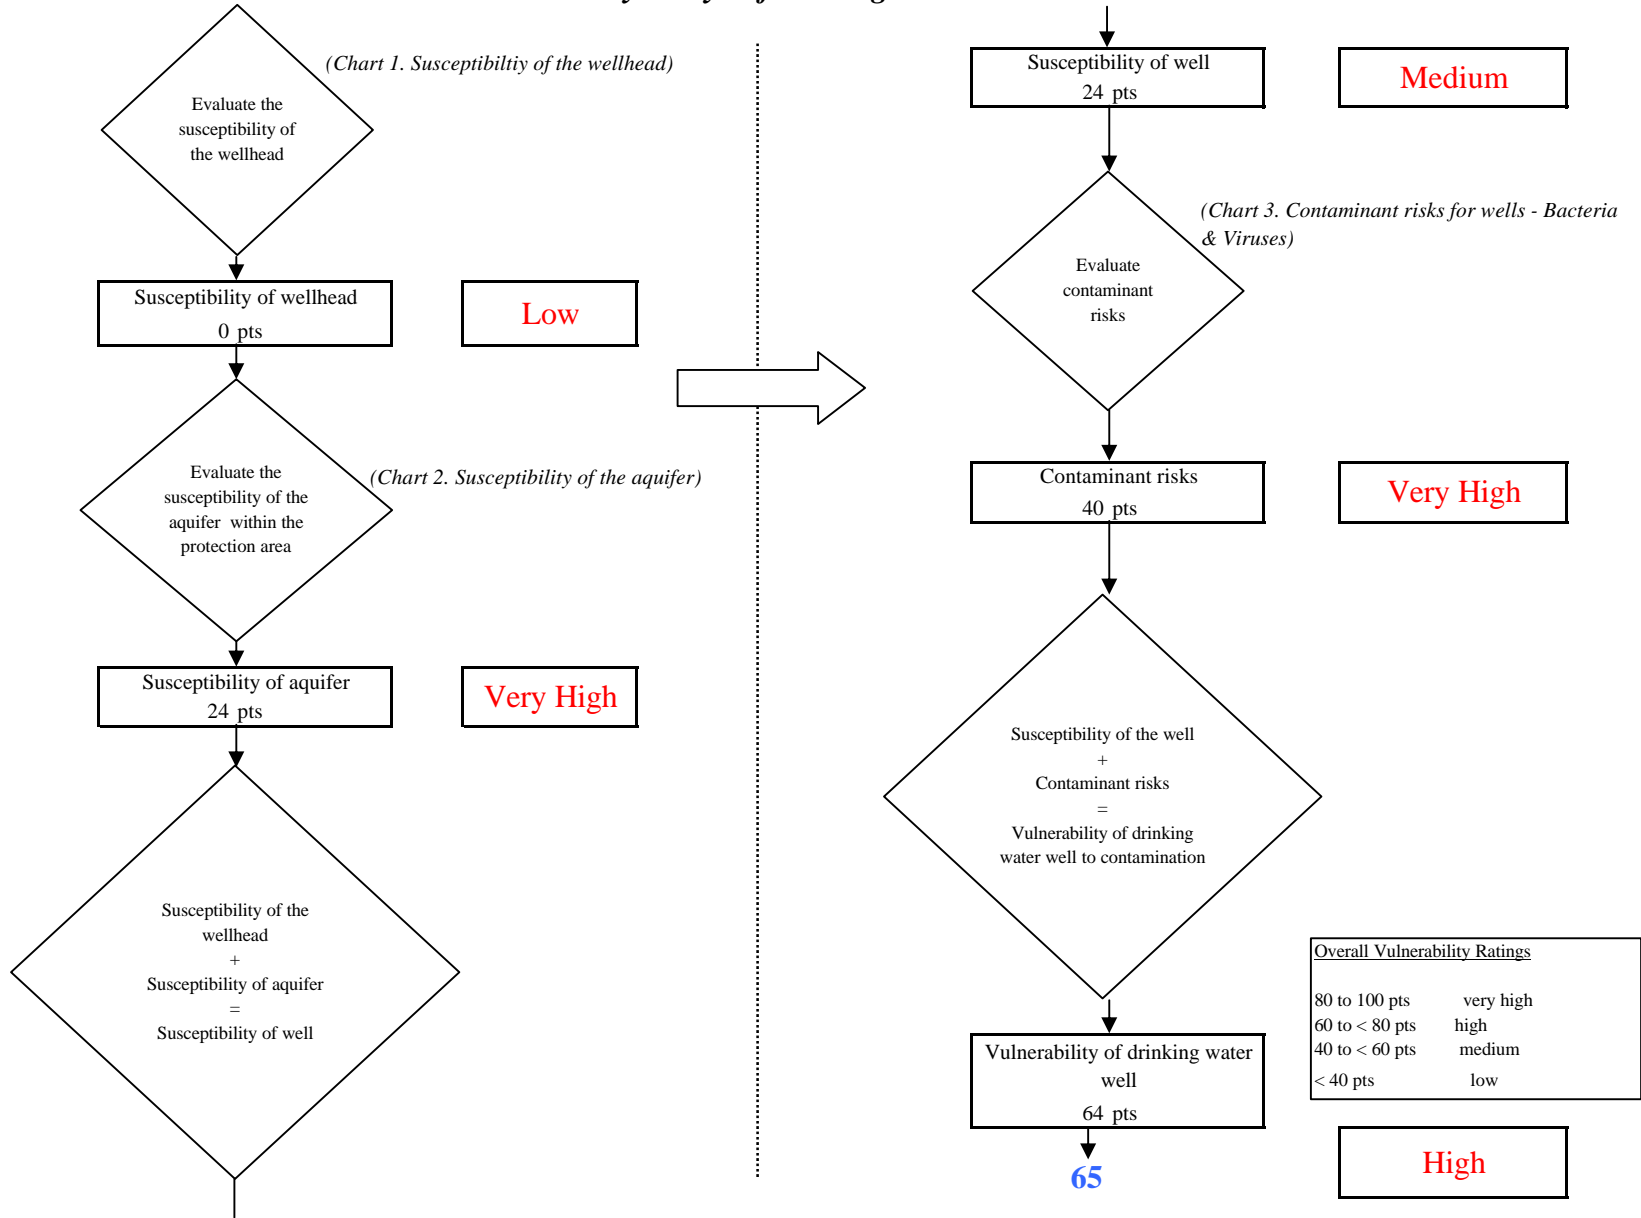 (Chart 1. Susceptibiltiy of the wellhead)
Evaluate the
susceptibility of
the wellhead
Susceptibility of wellhead
0 pts
Low
Evaluate the
susceptibility of the
aquifer within the
protection area
(Chart 2. Susceptibility of the aquifer)
Susceptibility of aquifer
24 pts
Very High
Susceptibility of the
wellhead
+
Susceptibility of aquifer
=
Susceptibility of well
Susceptibility of well
24 pts
Medium
(Chart 3. Contaminant risks for wells - Bacteria
& Viruses)
Evaluate
contaminant
risks
Contaminant risks
40 pts
Very High
Susceptibility of the well
+
Contaminant risks
=
Vulnerability of drinking
water well to contamination
Overall Vulnerability Ratings
80 to 100 pts very high
60 to < 80 pts high
40 to < 60 pts medium
< 40 pts low
Vulnerability of drinking water
well
64 pts
65
High